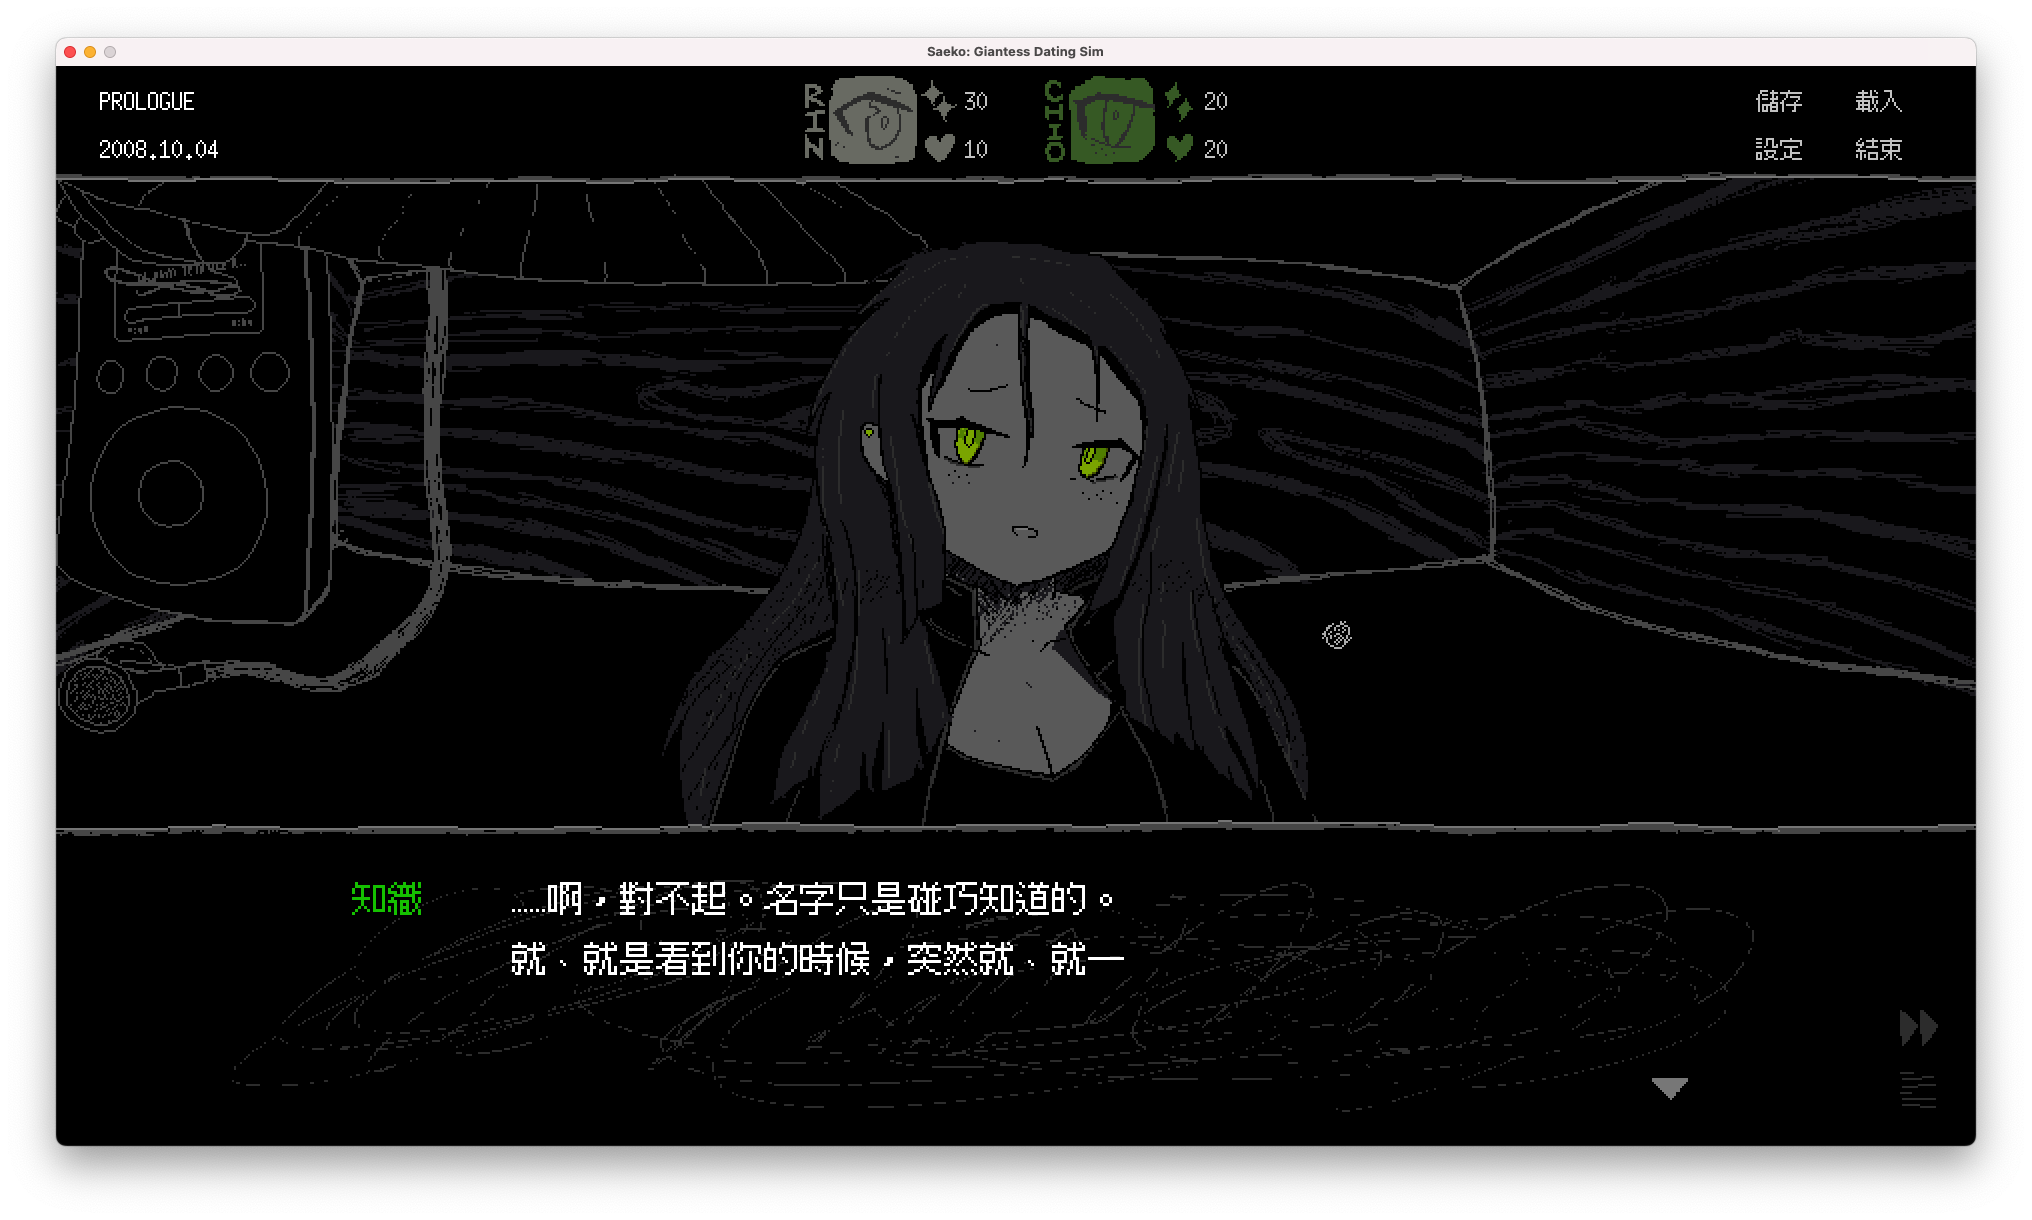 Saeko: Giantess Dating Sim
PROLOGUE
2008.10.04
RIN
30
10
CHIO
20
20
儲存
載入
設定
結束
知識
……啊，對不起。名字只是碰巧知道的。
就、就是看到你的時候，突然就、就──